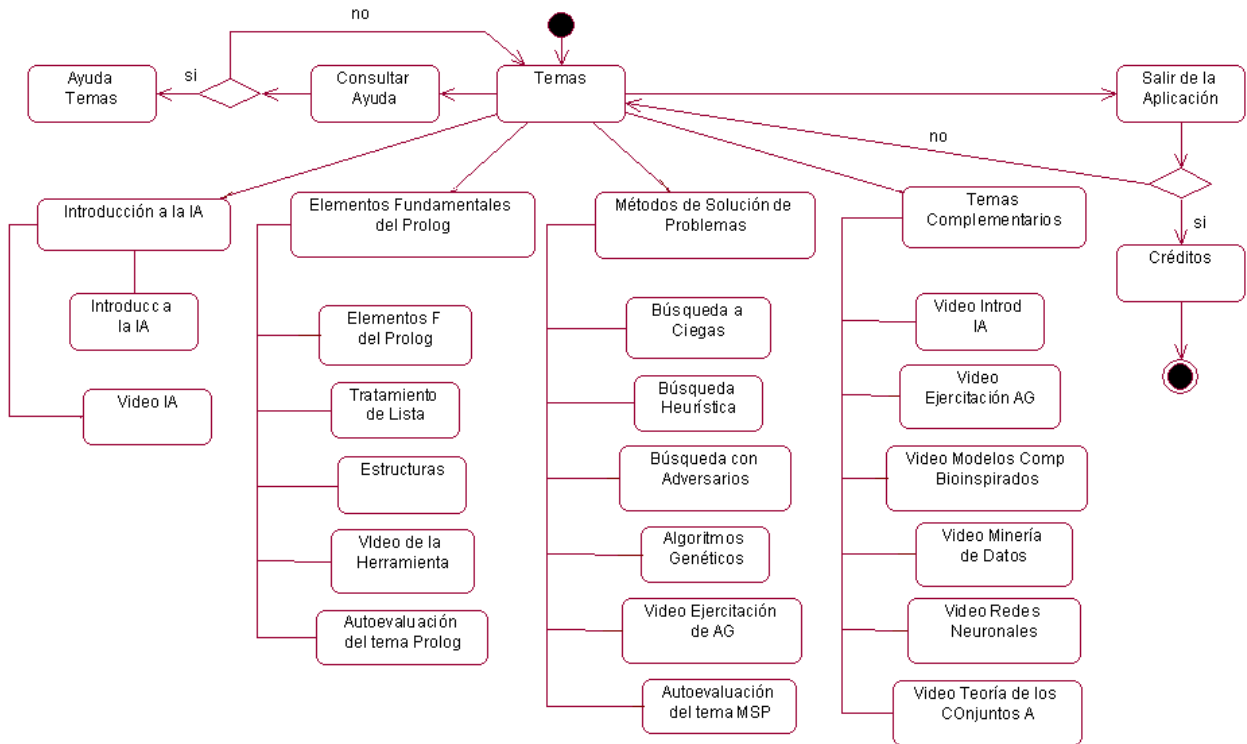 no
Ayuda
Temas
si
Consultar
Ayuda
Temas
Salir de la
Aplicación
no
si
Créditos
Introducción a la IA
Introducc a
la IA
Video IA
Elementos Fundamentales
del Prolog
Elementos F
del Prolog
Tratamiento
de Lista
Estructuras
VIdeo de la
Herramienta
Autoevaluación
del tema Prolog
Métodos de Solución de
Problemas
Búsqueda a
Ciegas
Búsqueda
Heurística
Búsqueda con
Adversarios
Algoritmos
Genéticos
Video Ejercitación
de AG
Autoevaluación
del tema MSP
Temas
Complementarios
Video Introd
IA
Video
Ejercitación AG
Video Modelos Comp
Bioinspirados
Video Minería
de Datos
Video Redes
Neuronales
Video Teoría de los
COnjuntos A